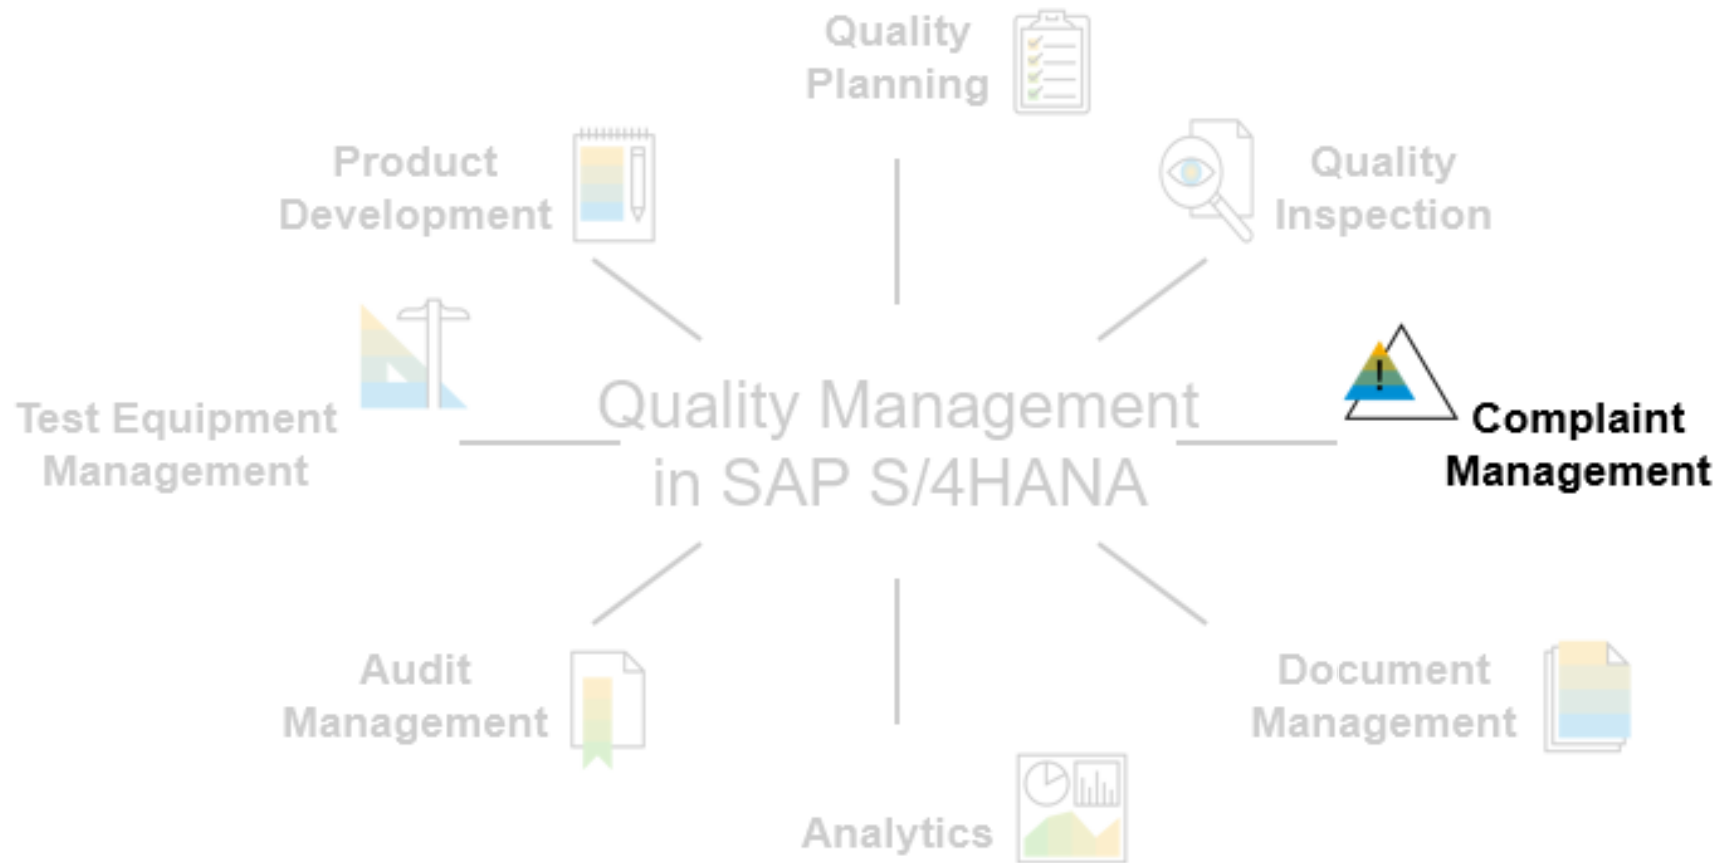 Quality
Planning
Product
Development
Quality
Inspection
Test Equipment
Management
Quality Management
in SAP S/4HANA
!
Complaint
Management
Audit
Management
Document
Management
Analytics